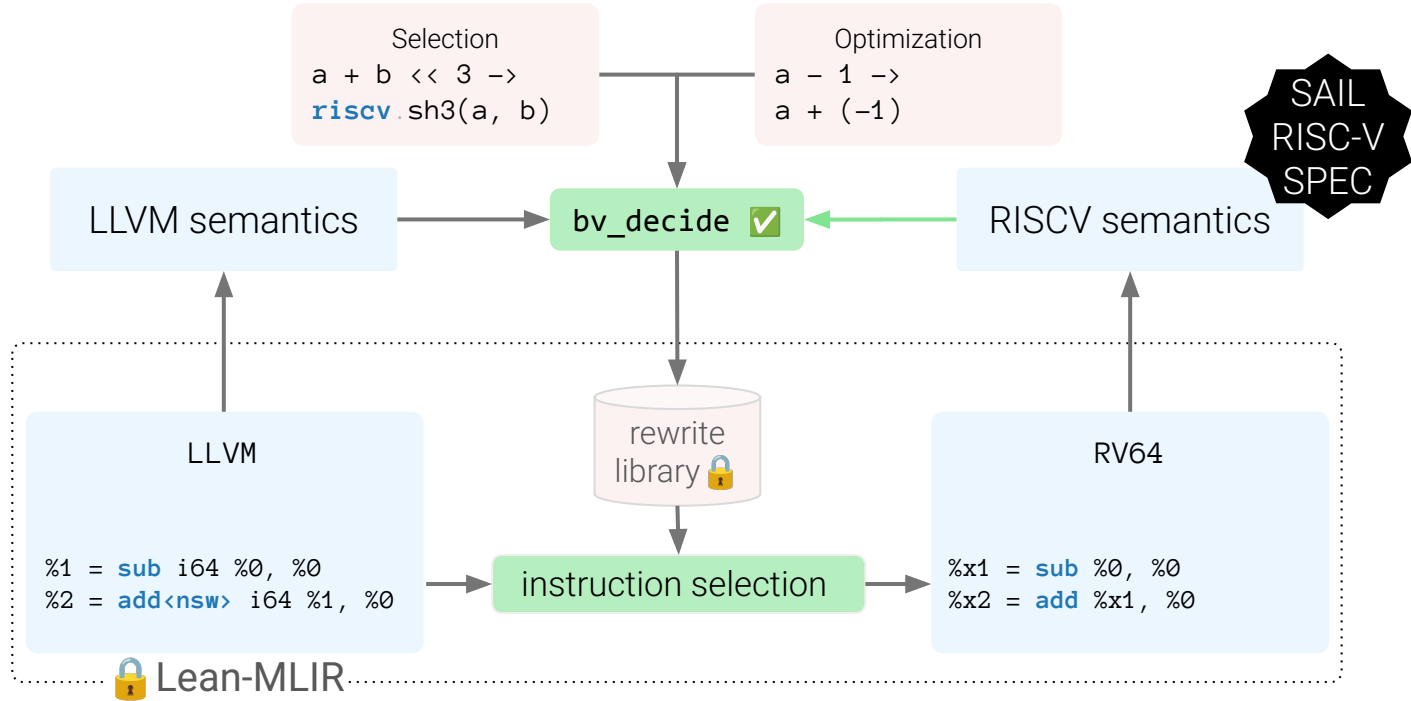 Selection
a + b << 3 ->
riscv.sh3(a, b)
Optimization
a - 1 ->
a + (-1)
SAIL
RISC-V
SPEC
LLVM semantics
bv_decide ✅
RISCV semantics
rewrite
library🔒
LLVM
%1 = sub i64 %0, %0
%2 = add<nsw> i64 %1, %0
instruction selection
RV64
%x1 = sub %0, %0
%x2 = add %x1, %0
🔒Lean-MLIR